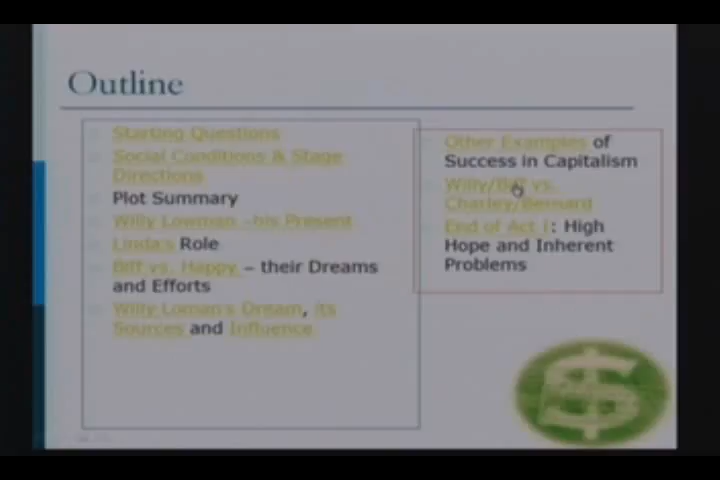 Outline
Starting Questions
Social Conditions & Stage
Directions
Plot Summary
Willy Lowman –his Present
Linda's Role
Biff vs. Happy – their Dreams
and Efforts
Willy Loman's Dream, its
Sources and Influence
Other Examples of
Success in Capitalism
Willy/Biff vs.
Charley/Bernard
End of Act I: High
Hope and Inherent
Problems
$